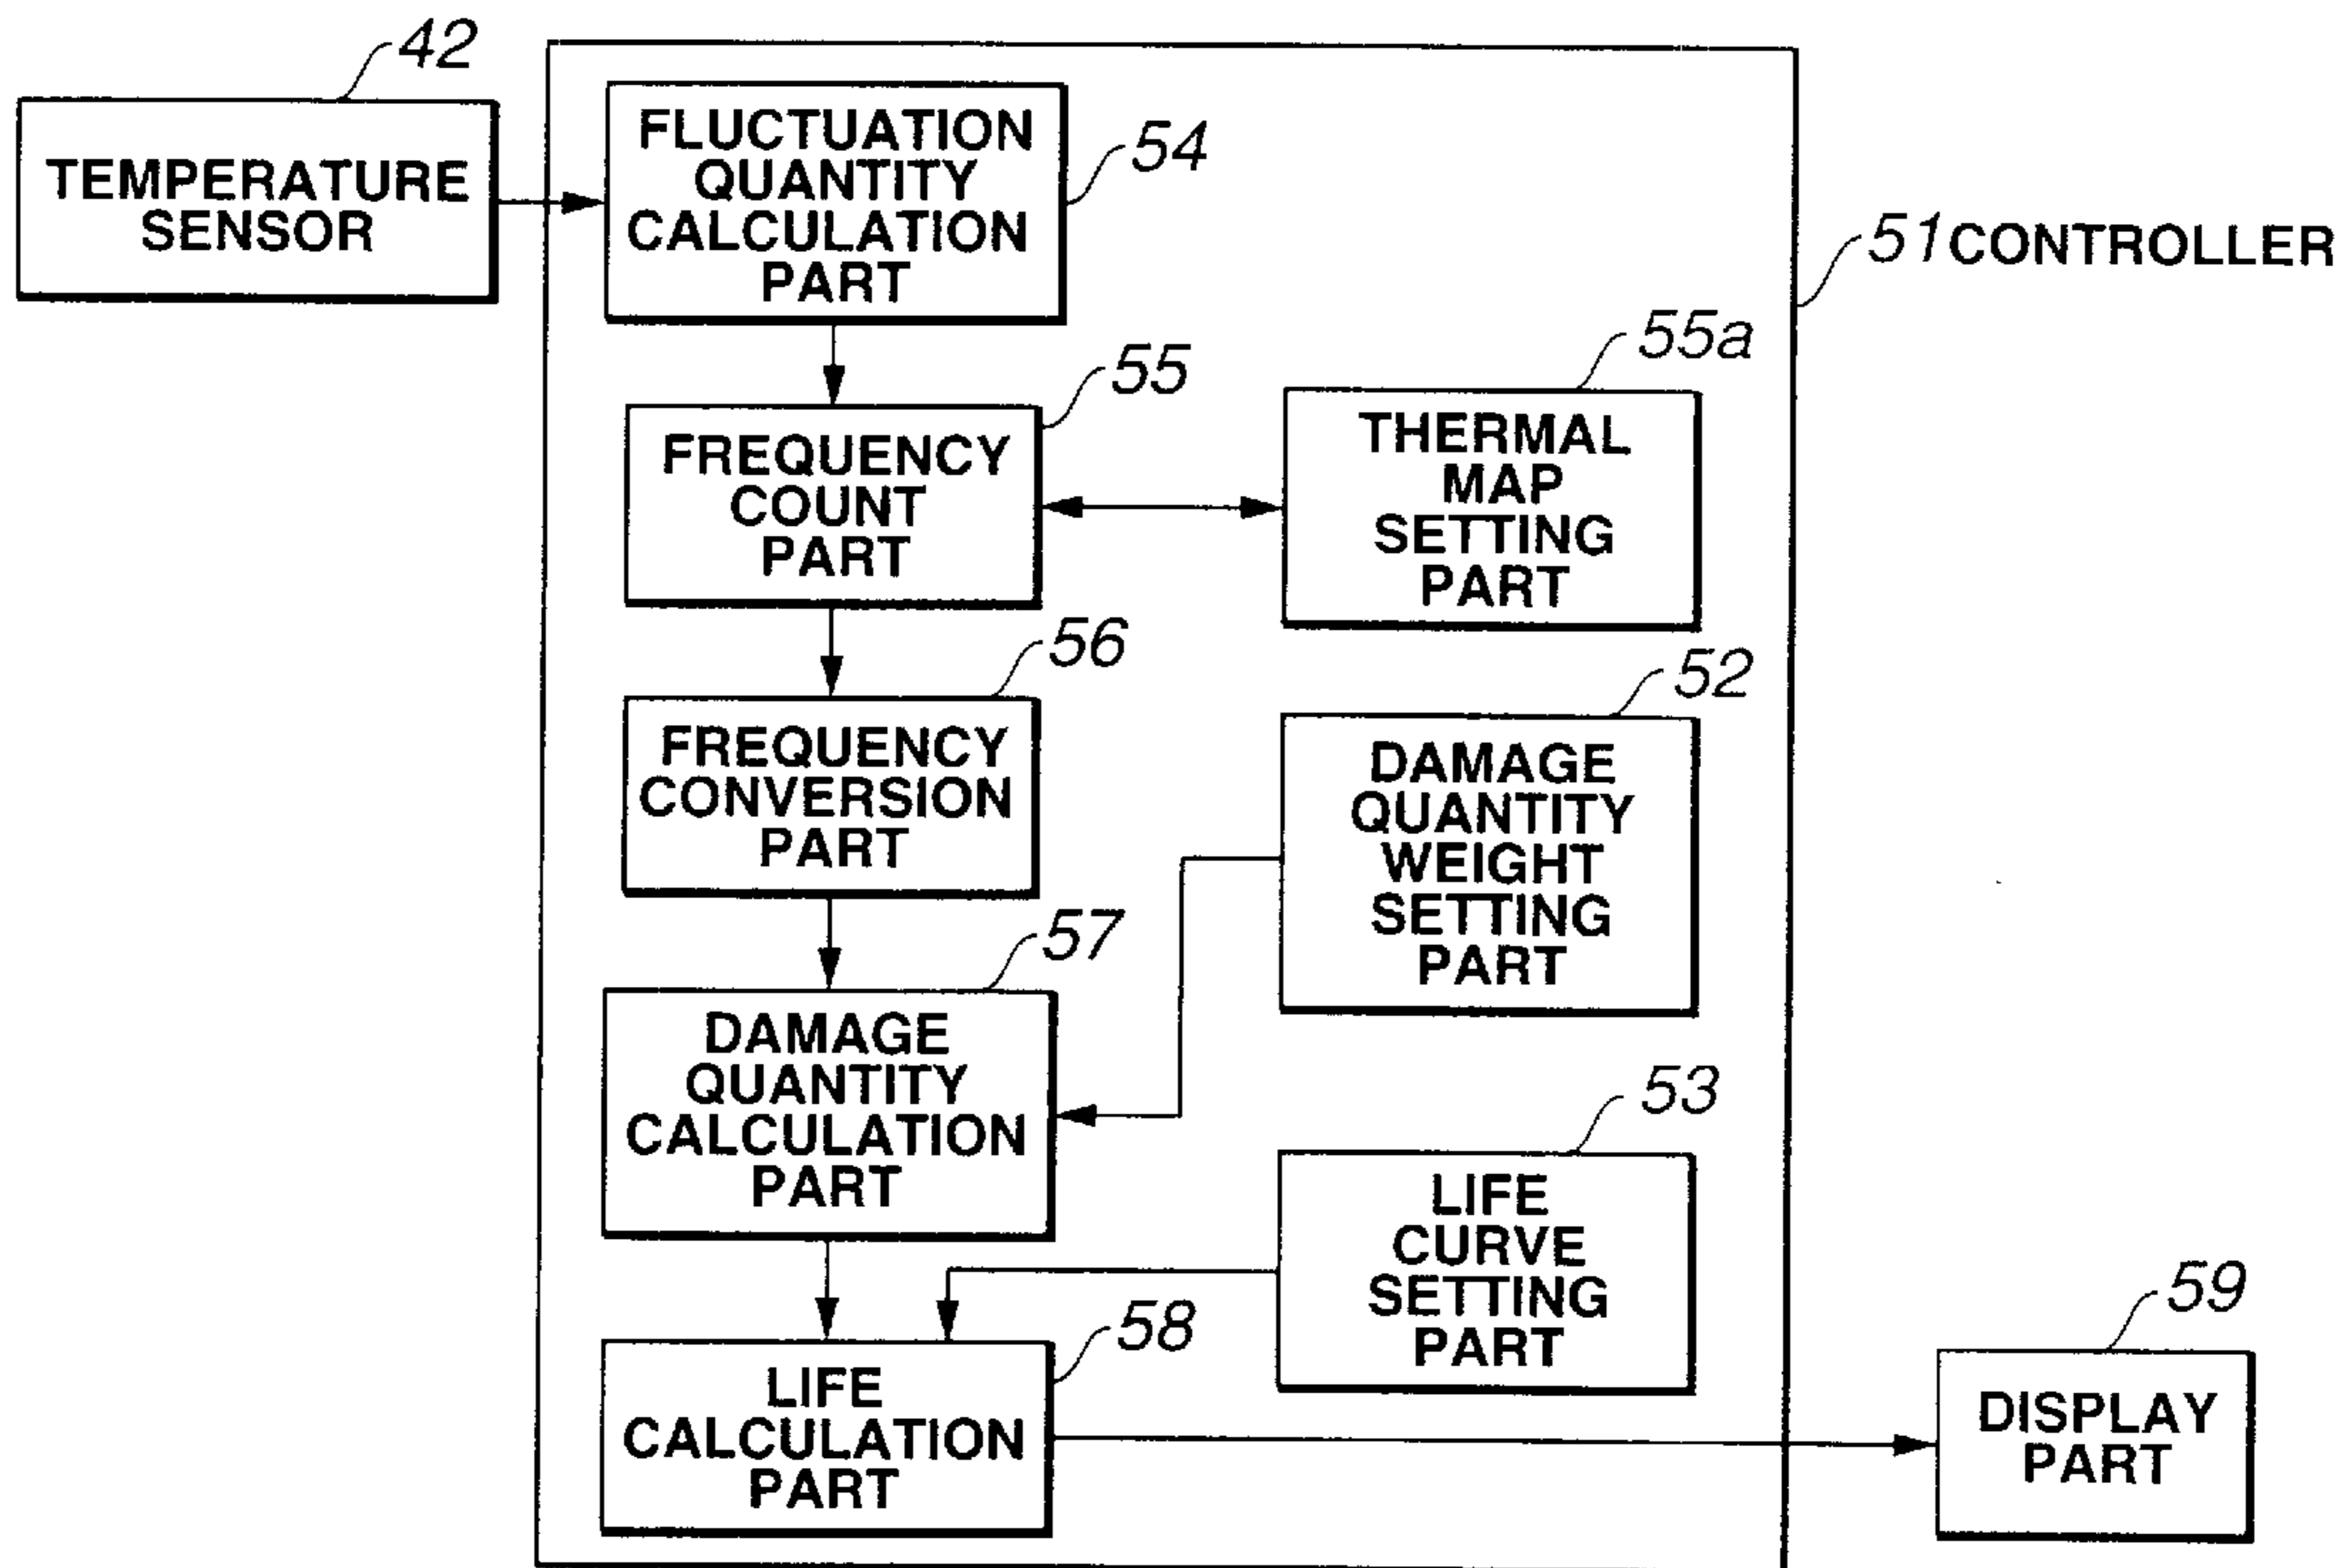 42
TEMPERATURE
SENSOR
FLUCTUATION
QUANTITY
CALCULATION
PART
54
51 CONTROLLER
55
FREQUENCY
COUNT
PART
55a
THERMAL
MAP
SETTING
PART
56
FREQUENCY
CONVERSION
PART
52
DAMAGE
QUANTITY
WEIGHT
SETTING
PART
57
DAMAGE
QUANTITY
CALCULATION
PART
53
LIFE
CURVE
SETTING
PART
58
LIFE
CALCULATION
PART
59
DISPLAY
PART